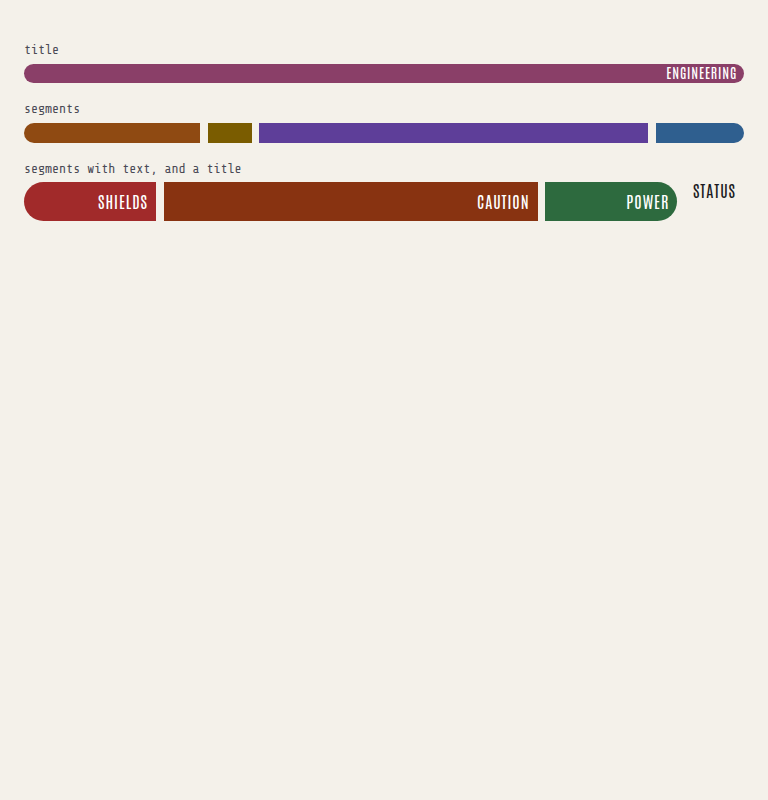 title
ENGINEERING
segments
segments with text, and a title
SHIELDS CAUTION POWER STATUS